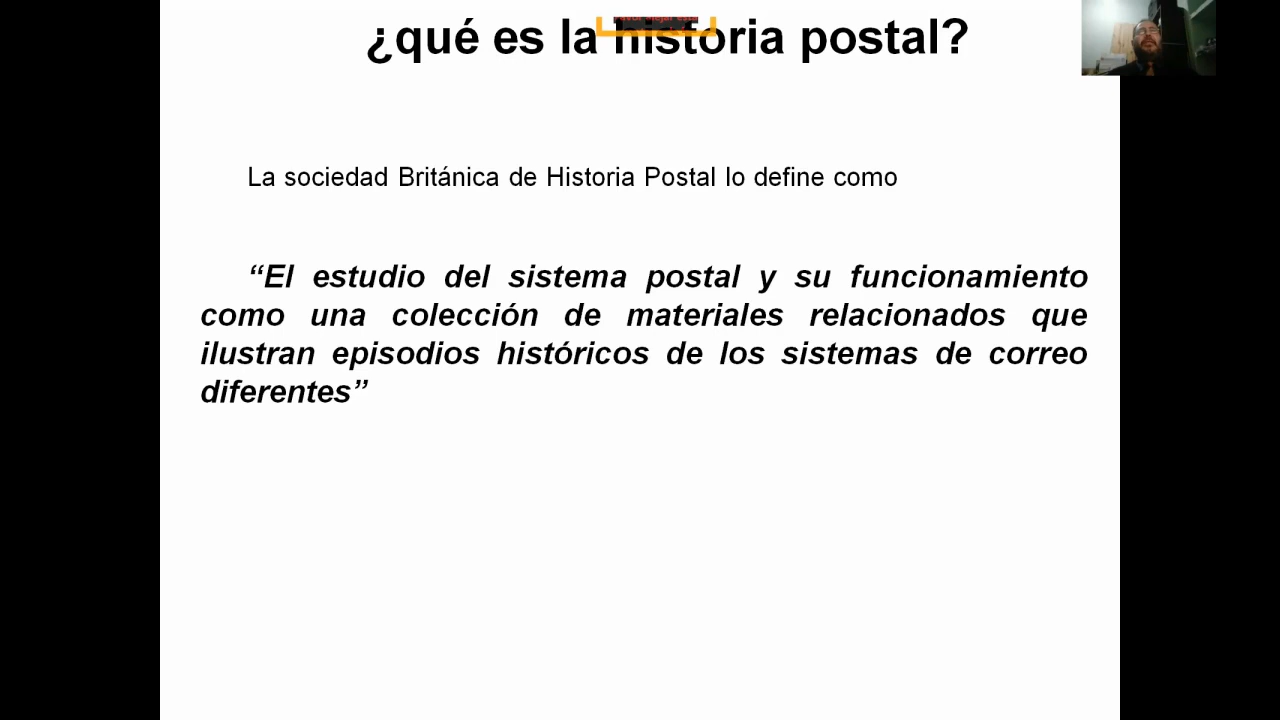 ¿qué es la historia postal?
La sociedad Británica de Historia Postal lo define como
“El estudio del sistema postal y su funcionamiento
como una colección de materiales relacionados que
ilustran episodios históricos de los sistemas de correo
diferentes”